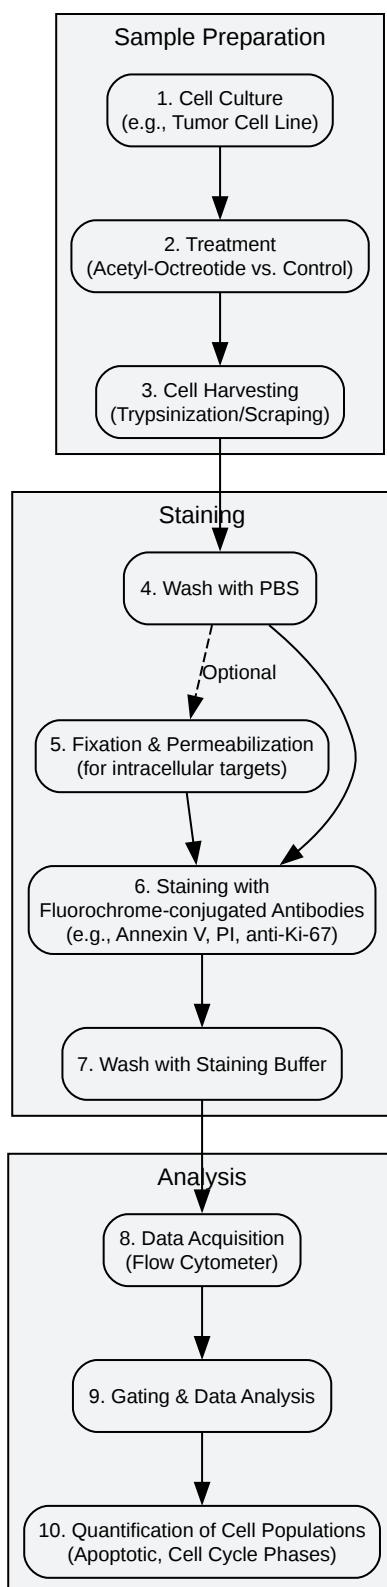 Sample Preparation
1. Cell Culture
(e.g., Tumor Cell Line)
2. Treatment
(Acetyl-Octreotide vs. Control)
3. Cell Harvesting
(Trypsinization/Scraping)
Staining
4. Wash with PBS
Optional
5. Fixation & Permeabilization
(for intracellular targets)
6. Staining with
Fluorochrome-conjugated Antibodies
(e.g., Annexin V, PI, anti-Ki-67)
7. Wash with Staining Buffer
Analysis
8. Data Acquisition
(Flow Cytometer)
9. Gating & Data Analysis
10. Quantification of Cell Populations
(Apoptotic, Cell Cycle Phases)